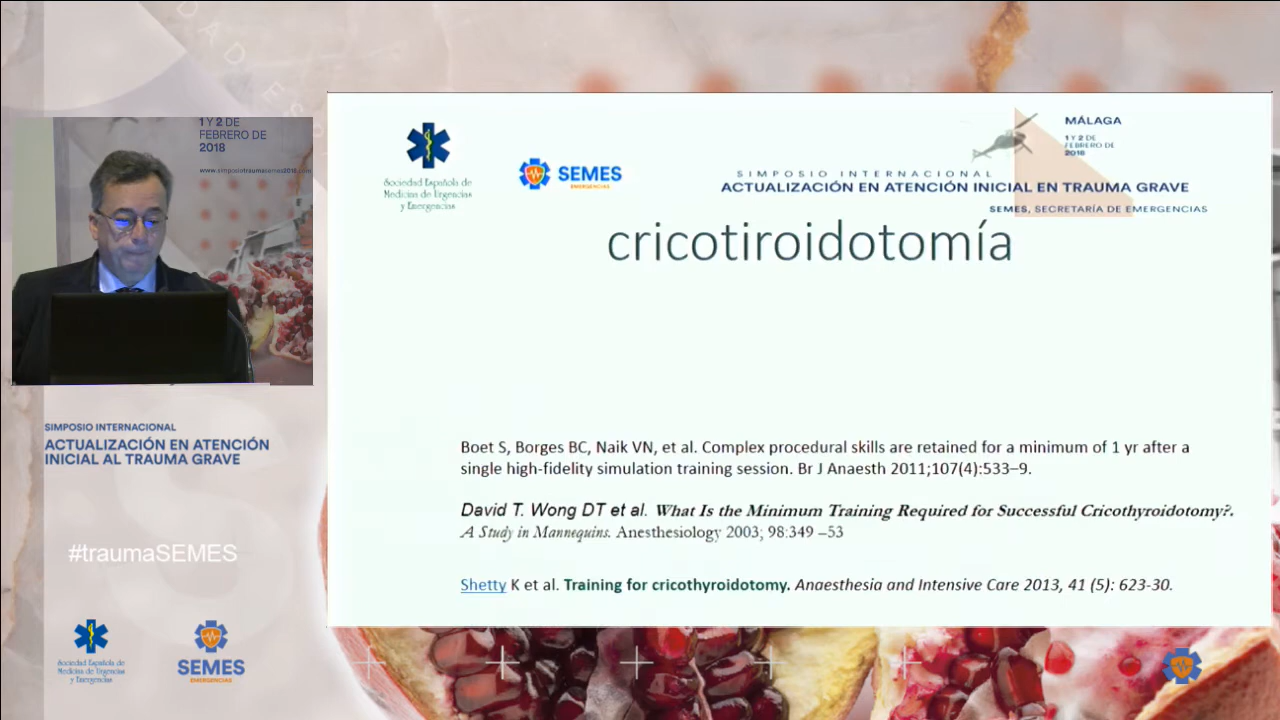 1 Y 2 DE
FEBRERO DE
2018
www.simposiotraumasemes2018.com
SIMPOSIO INTERNACIONAL
ACTUALIZACIÓN EN ATENCIÓN
INICIAL AL TRAUMA GRAVE
#traumaSEMES
Sociedad Española de
Medicina de Urgencias
y Emergencias
SEMES
EMERGENCIAS
Sociedad Española de
Medicina de Urgencias
y Emergencias
SEMES
EMERGENCIAS
MÁLAGA
1 Y 2 DE
FEBRERO DE
2018
SIMPOSIO INTERNACIONAL
ACTUALIZACIÓN EN ATENCIÓN INICIAL EN TRAUMA GRAVE
SEMES, SECRETARÍA DE EMERGENCIAS
cricotiroidotomía
Boet S, Borges BC, Naik VN, et al. Complex procedural skills are retained for a minimum of 1 yr after a
single high-fidelity simulation training session. Br J Anaesth 2011;107(4):533–9.
David T. Wong DT et al. What Is the Minimum Training Required for Successful Cricothyroidotomy?.
A Study in Mannequins. Anesthesiology 2003; 98:349 –53
Shetty K et al. Training for cricothyroidotomy. Anaesthesia and Intensive Care 2013, 41 (5): 623-30.